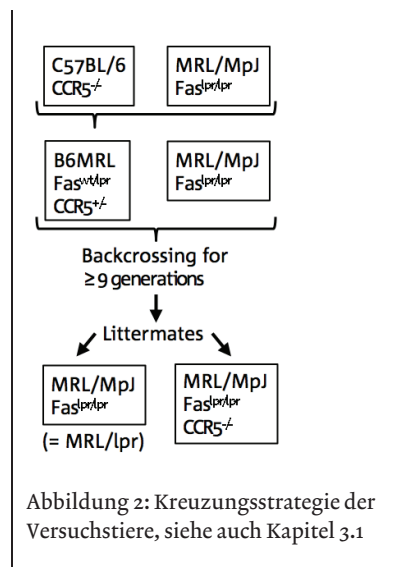 C57BL/6
CCR5-/-
MRL/MpJ
Faslpr/lpr
B6MRL
Faswt/lpr
CCR5+/-
MRL/MpJ
Faslpr/lpr
Backcrossing for
≥9 generations
Littermates
MRL/MpJ
Faslpr/lpr
(= MRL/lpr)
MRL/MpJ
Faslpr/lpr
CCR5-/-
Abbildung 2: Kreuzungsstrategie der
Versuchstiere, siehe auch Kapitel 3.1